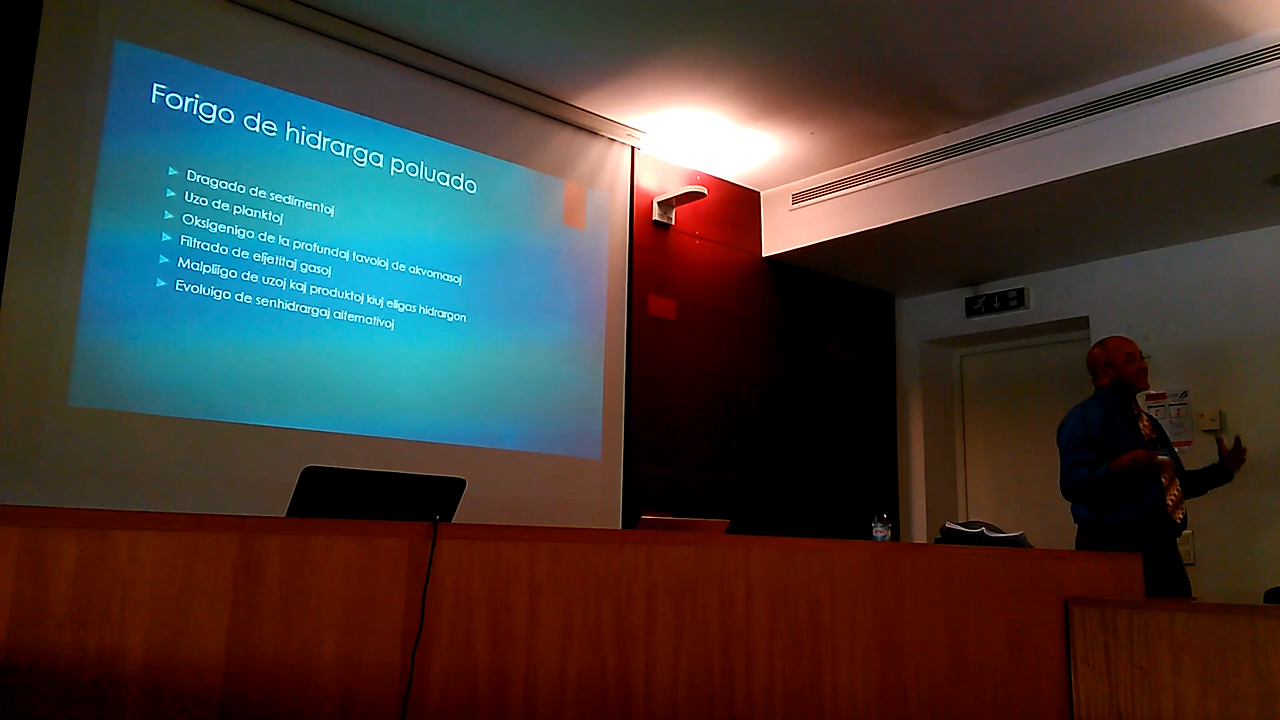 Forigo de hidrarga poluado
Dragado de sedimentoj
Uzo de planktoj
Oksigenigo de la profundaj tavoloj de akvomasoj
Filtrado de elĵetitaj gasoj
Malpliigo de uzoj kaj produktoj kiuj eligas hidrargon
Evoluigo de senhidrargaj alternativoj